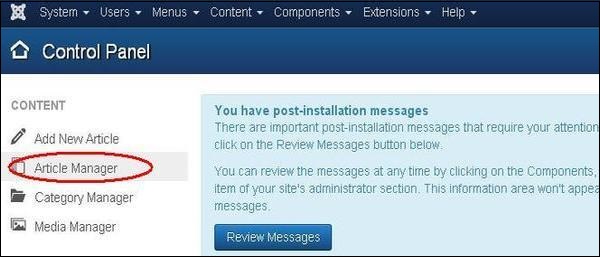 System Users Menus Content Components Extensions Help
Control Panel
CONTENT
Add New Article
Article Manager
Category Manager
Media Manager
You have post-installation messages
There are important post-installation messages that require your attention
click on the Review Messages button below.
You can review the messages at any time by clicking on the Components,
item of your site's administrator section. This information area won't appea
messages.
Review Messages